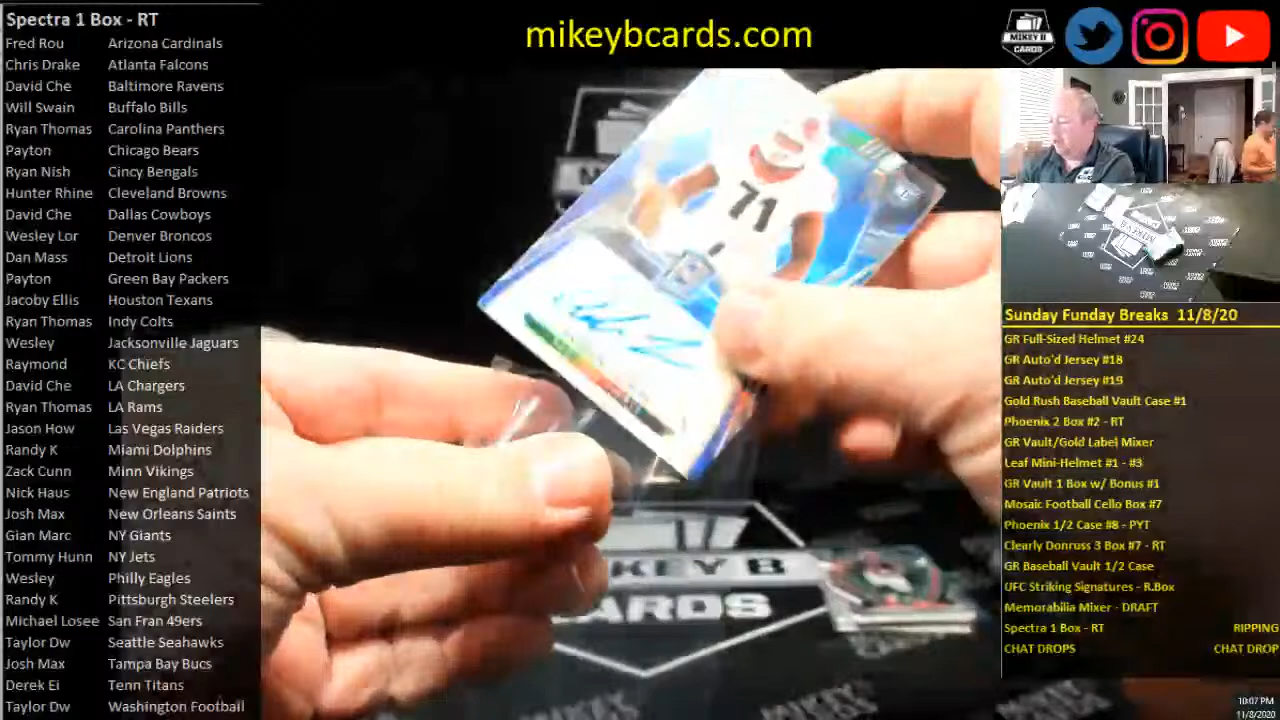 Spectra 1 Box - RT
Fred Rou Arizona Cardinals
Chris Drake Atlanta Falcons
David Che Baltimore Ravens
Will Swain Buffalo Bills
Ryan Thomas Carolina Panthers
Payton Chicago Bears
Ryan Nish Cincy Bengals
Hunter Rhine Cleveland Browns
David Che Dallas Cowboys
Wesley Lor Denver Broncos
Dan Mass Detroit Lions
Payton Green Bay Packers
Jacoby Ellis Houston Texans
Ryan Thomas Indy Colts
Wesley Jacksonville Jaguars
Raymond KC Chiefs
David Che LA Chargers
Ryan Thomas LA Rams
Jason How Las Vegas Raiders
Randy K Miami Dolphins
Zack Cunn Minn Vikings
Nick Haus New England Patriots
Josh Max New Orleans Saints
Gian Marc NY Giants
Tommy Hunn NY Jets
Wesley Philly Eagles
Randy K Pittsburgh Steelers
Michael Losee San Fran 49ers
Taylor Dw Seattle Seahawks
Josh Max Tampa Bay Bucs
Derek Ei Tenn Titans
Taylor Dw Washington Football
mikeybcards.com
MIKEY B
CARDS
71
KEY B
CARDS
Sunday Funday Breaks 11/8/20
GR Full-Sized Helmet #24
GR Auto'd Jersey #18
GR Auto'd Jersey #19
Gold Rush Baseball Vault Case #1
Phoenix 2 Box #2 - RT
GR Vault/Gold Label Mixer
Leaf Mini-Helmet #1 - #3
GR Vault 1 Box w/ Bonus #1
Mosaic Football Cello Box #7
Phoenix 1/2 Case #8 - PYT
Clearly Donruss 3 Box #7 - RT
GR Baseball Vault 1/2 Case
UFC Striking Signatures - R.Box
Memorabilia Mixer - DRAFT
Spectra 1 Box - RT RIPPING
CHAT DROPS CHAT DROP
10:07 PM
11/8/2020